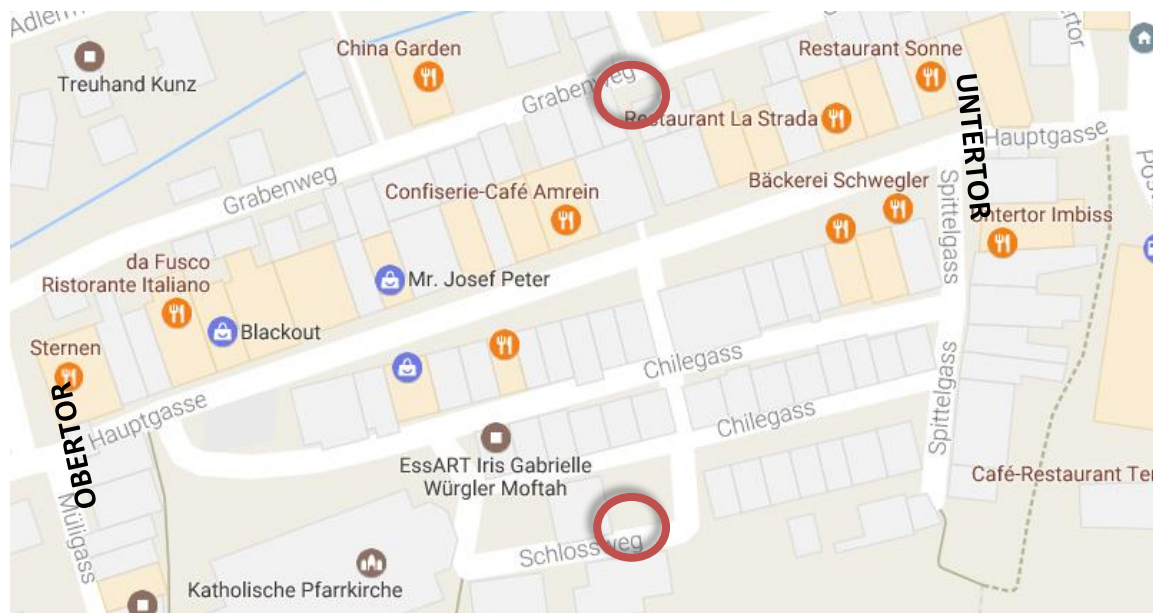 Adlerm
Treuhand Kunz
China Garden
Grabenweg
Restaurant Sonne
Restaurant La Strada
UNTERTOR
Hauptgasse
Grabenweg
Confiserie-Café Amrein
Bäckerei Schwegler
Spittelgass
Untertor Imbiss
da Fusco
Ristorante Italiano
Mr. Josef Peter
Blackout
Sternen
OBERTOR
Hauptgasse
Chilegass
Chilegass
Spittelgass
EssART Iris Gabrielle
Würgler Moftah
Café-Restaurant Ter
Müligass
Schlossweg
Katholische Pfarrkirche